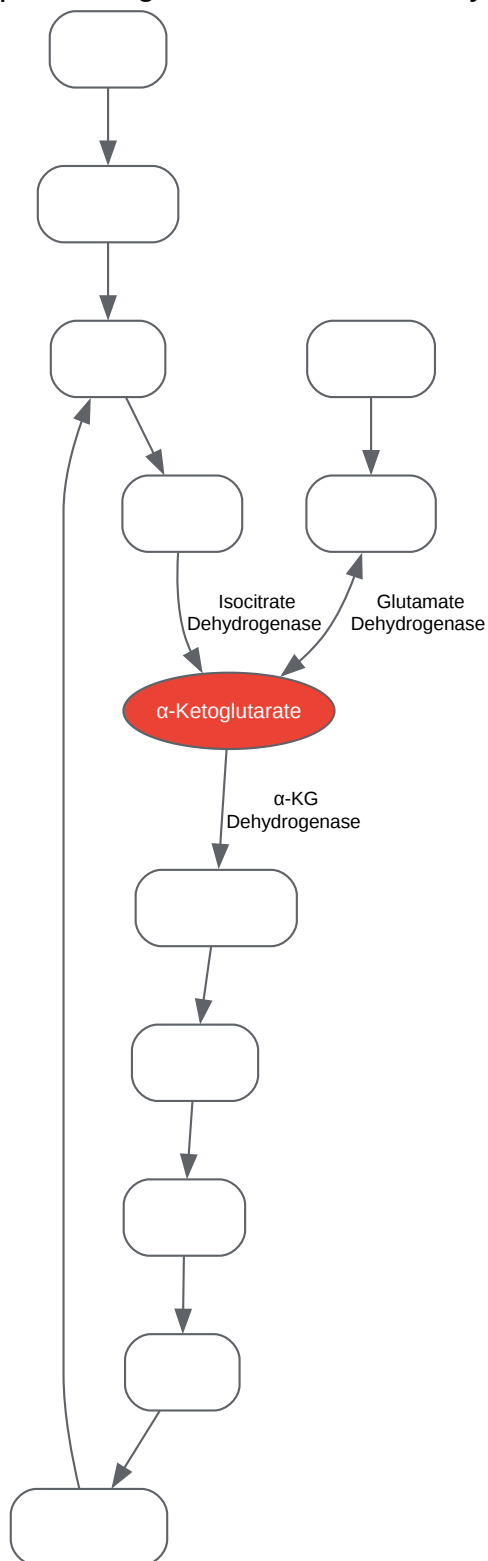 Isocitrate
Dehydrogenase
Glutamate
Dehydrogenase
α-Ketoglutarate
α-KG
Dehydrogenase